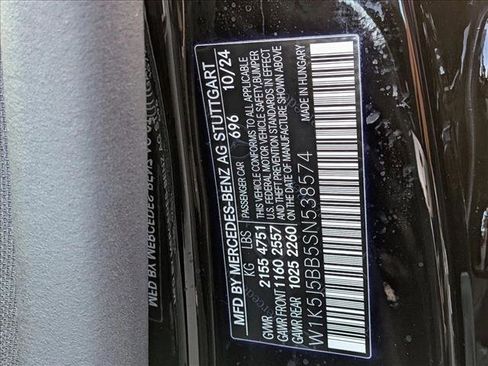 MFD BY MERCEDES-BENZ AG STUTTGART
696 10/24
KG LBS
GVWR 2155 4751
GAWR FRONT 1160 2557
GAWR REAR 1025 2260
PASSENGER CAR
THIS VEHICLE CONFORMS TO ALL APPLICABLE
U.S. FEDERAL MOTOR VEHICLE SAFETY, BUMPER
AND THEFT PREVENTION STANDARDS IN EFFECT
ON THE DATE OF MANUFACTURE SHOWN ABOVE
W1K5J5BB5SN538574
MADE IN HUNGARY